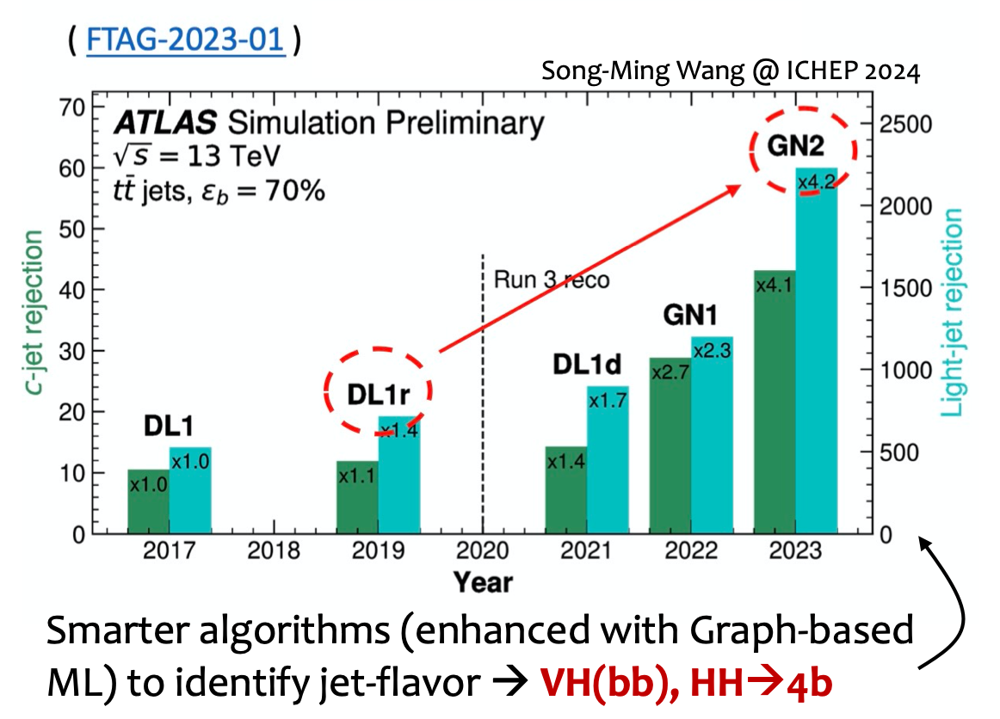 ( FTAG-2023-01 )
Song-Ming Wang @ ICHEP 2024
ATLAS Simulation Preliminary
√s = 13 TeV
tt̄ jets, ε_b = 70%
70
60
50
40
30
20
10
0
c-jet rejection
2500
2000
1500
1000
500
0
Light-jet rejection
DL1
x1.0
x1.0
DL1r
x1.1
x1.4
Run 3 reco
DL1d
x1.4
x1.7
GN1
x2.7
x2.3
GN2
x4.1
x4.2
2017 2018 2019 2020 2021 2022 2023
Year
Smarter algorithms (enhanced with Graph-based
ML) to identify jet-flavor → VH(bb), HH→4b